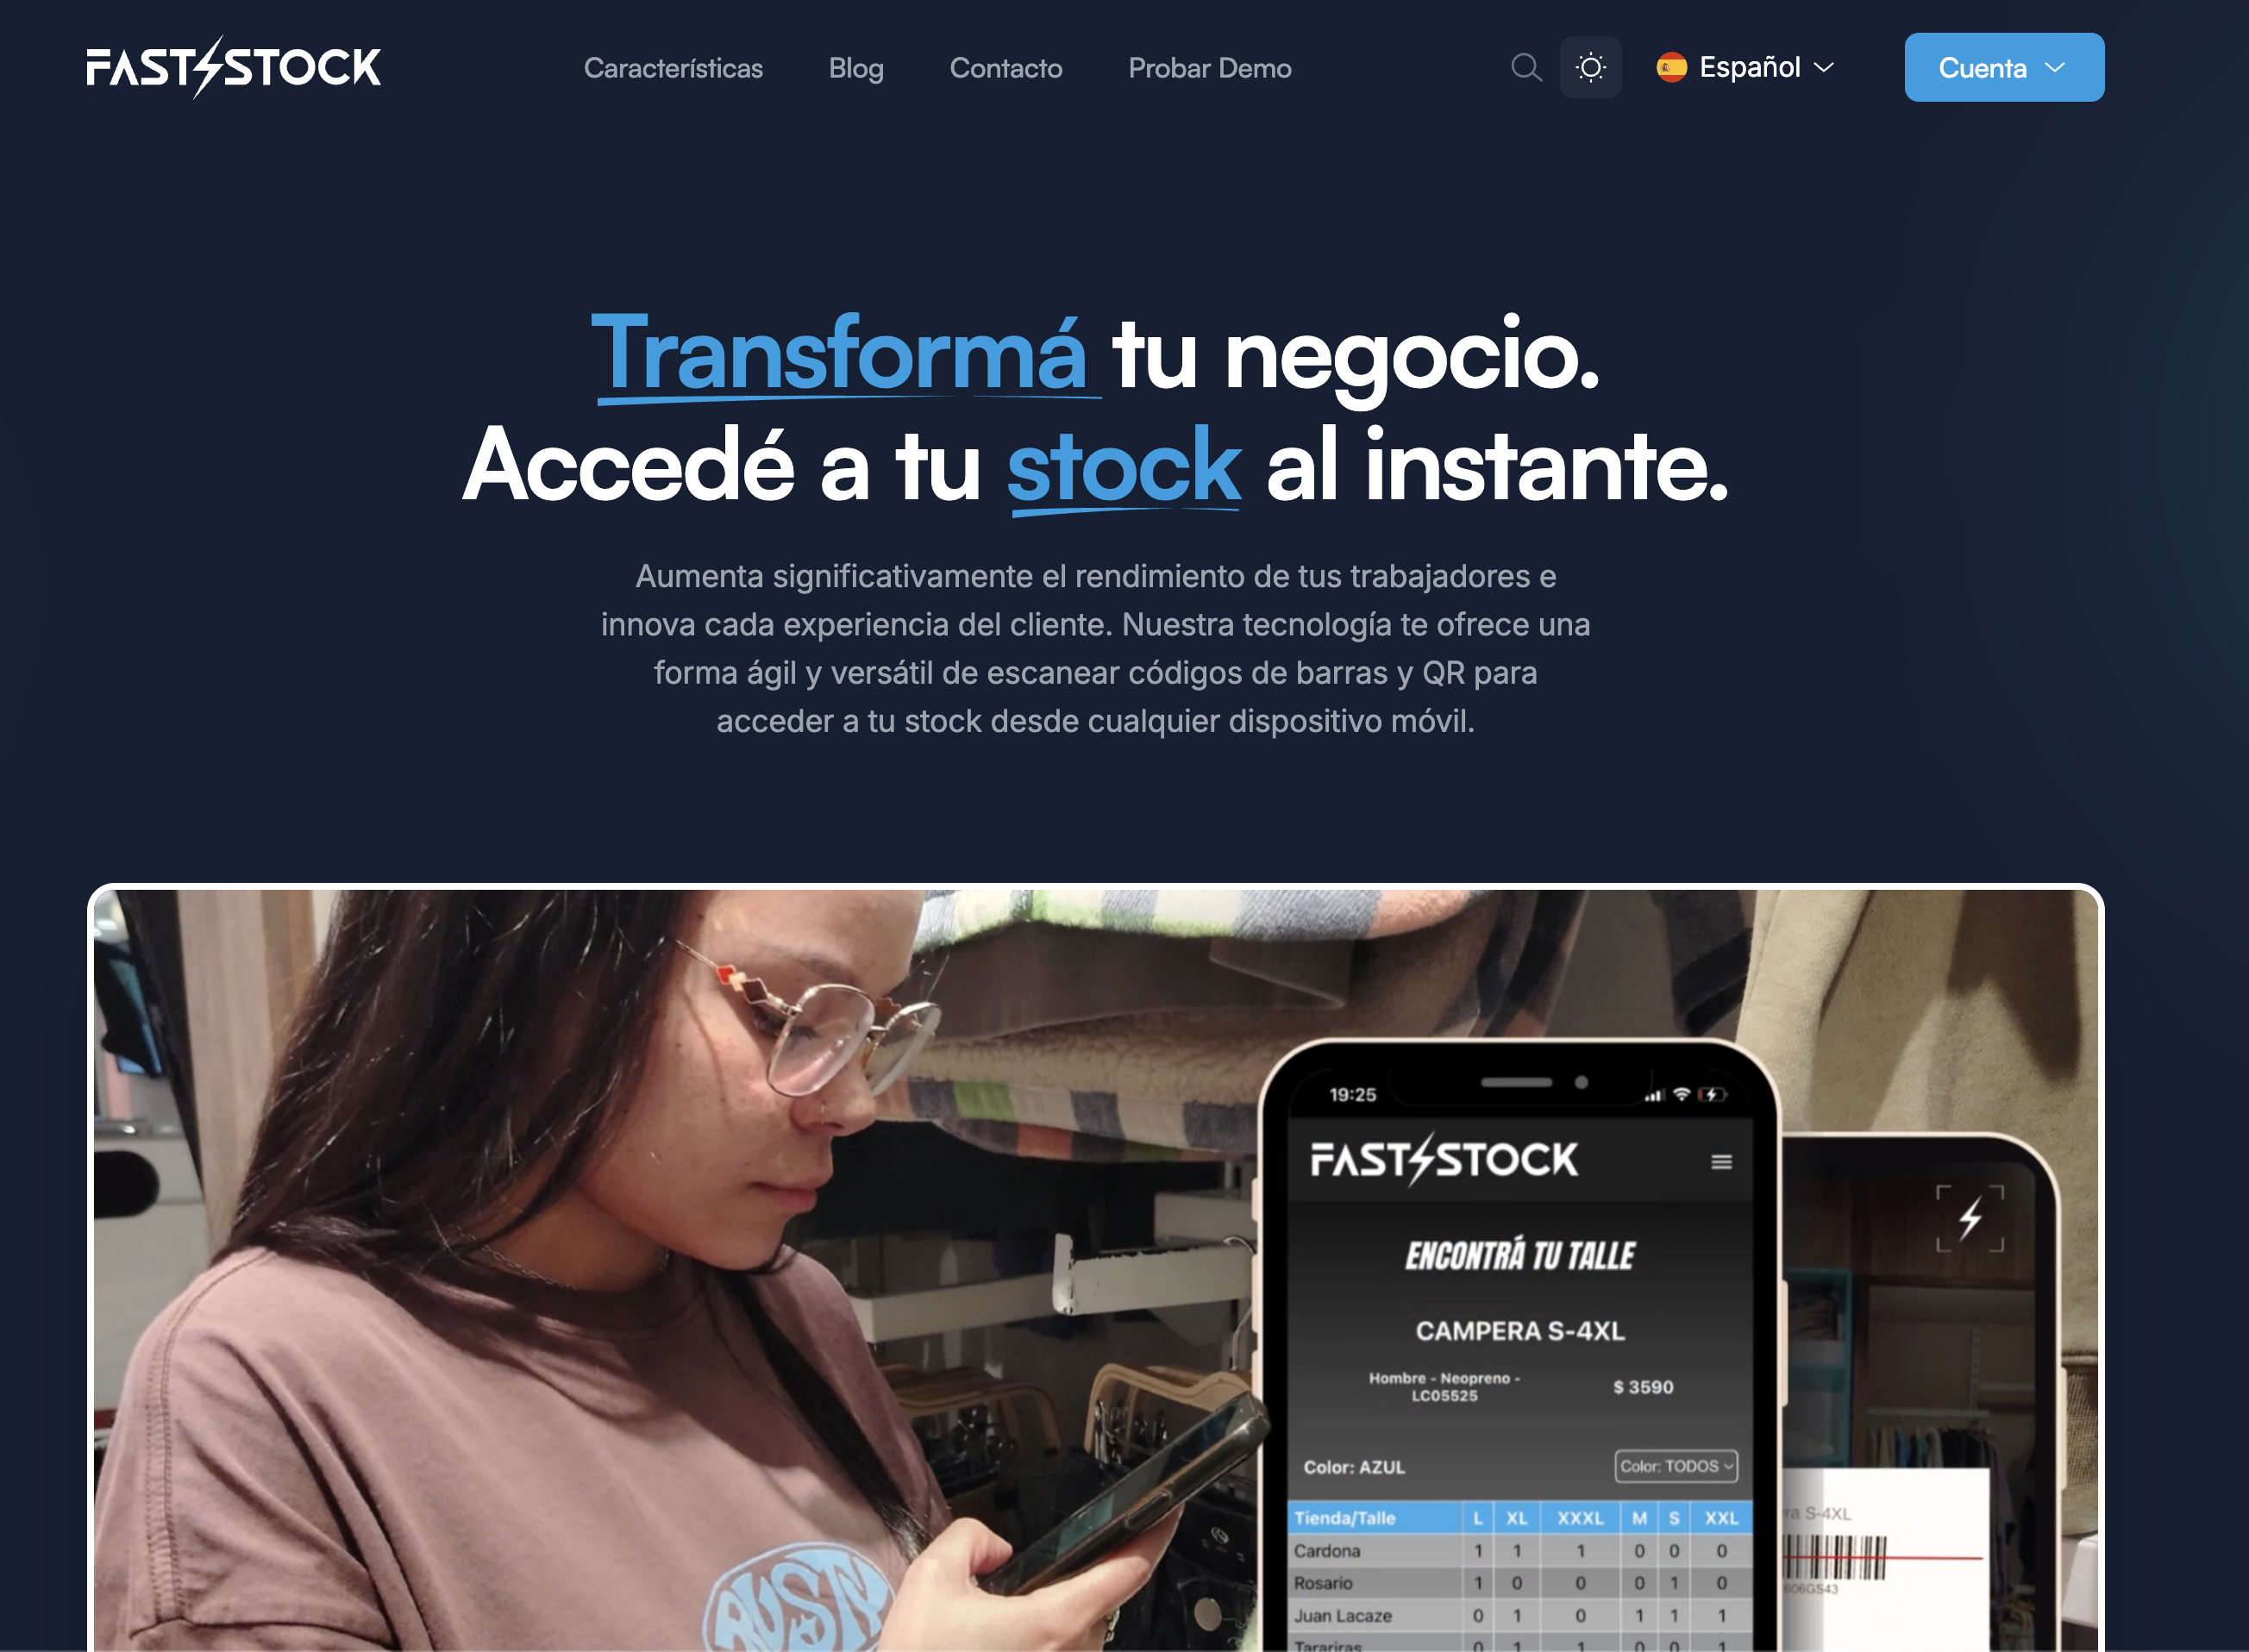 FAST STOCK
Características
Blog
Contacto
Probar Demo
Español
Cuenta
Transformá tu negocio.
Accedé a tu stock al instante.
Aumenta significativamente el rendimiento de tus trabajadores e
innova cada experiencia del cliente. Nuestra tecnología te ofrece una
forma ágil y versátil de escanear códigos de barras y QR para
acceder a tu stock desde cualquier dispositivo móvil.
RUSTY
19:25
FAST STOCK
ENCONTRÁ TU TALLE
CAMPERA S-4XL
Hombre - Neopreno -
LC05525
$ 3590
Color: AZUL
Color: TODOS
Tienda/Talle L XL XXXL M S XXL
Cardona 1 1 1 0 0 0
Rosario 1 0 0 0 1 0
Juan Lacaze 0 1 0 1 1 1
Tarariras 0 1 1 0 0 1
S-4XL
606GS43